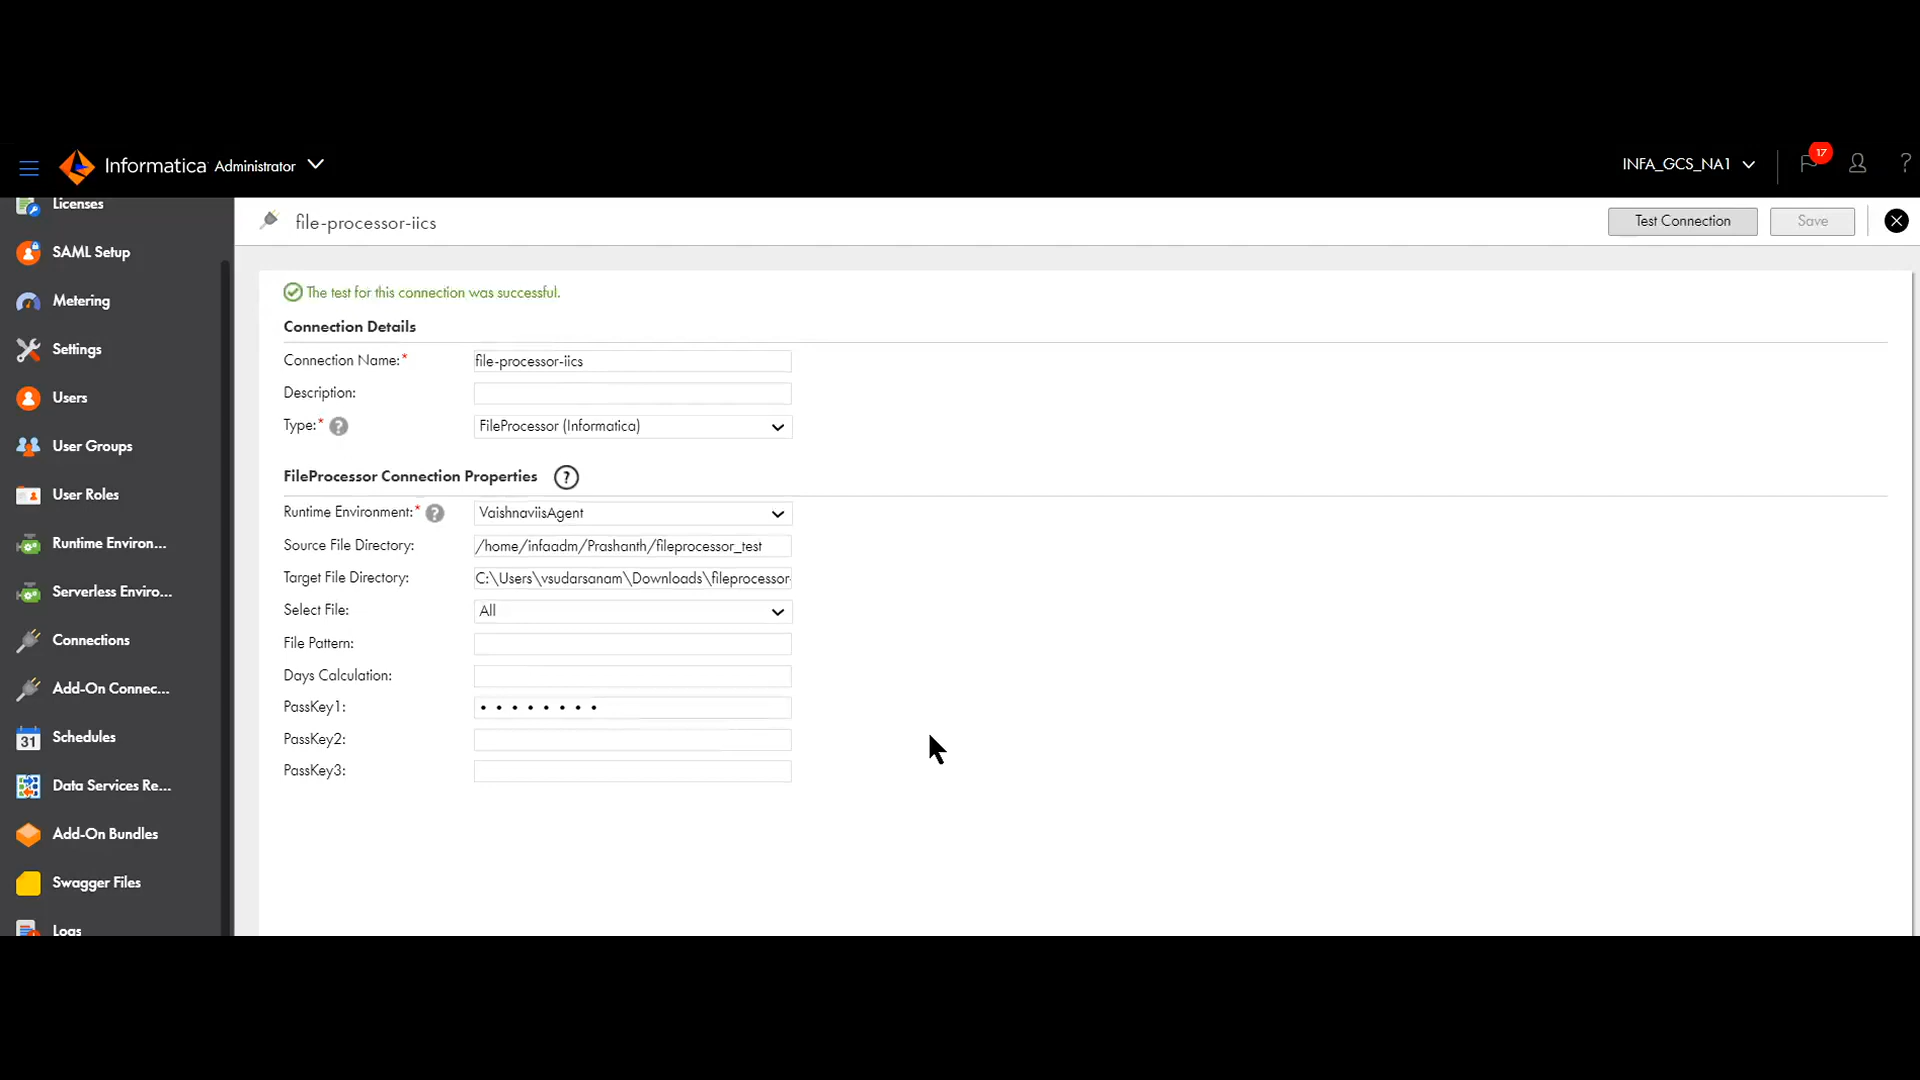 Informatica Administrator
INFA_GCS_NA1
17
?
Licenses
SAML Setup
Metering
Settings
Users
User Groups
User Roles
Runtime Environ...
Serverless Enviro...
Connections
Add-On Connec...
31
Schedules
Data Services Re...
Add-On Bundles
Swagger Files
Logs
file-processor-iics
Test Connection
Save
The test for this connection was successful.
Connection Details
Connection Name:* file-processor-iics
Description:
Type:* ? FileProcessor (Informatica)
FileProcessor Connection Properties ?
Runtime Environment:* ? VaishnaviisAgent
Source File Directory: /home/infaadm/Prashanth/fileprocessor_test
Target File Directory: C:\Users\vsudarsanam\Downloads\fileprocessor-
Select File: All
File Pattern:
Days Calculation:
PassKey1: • • • • • • • •
PassKey2:
PassKey3: